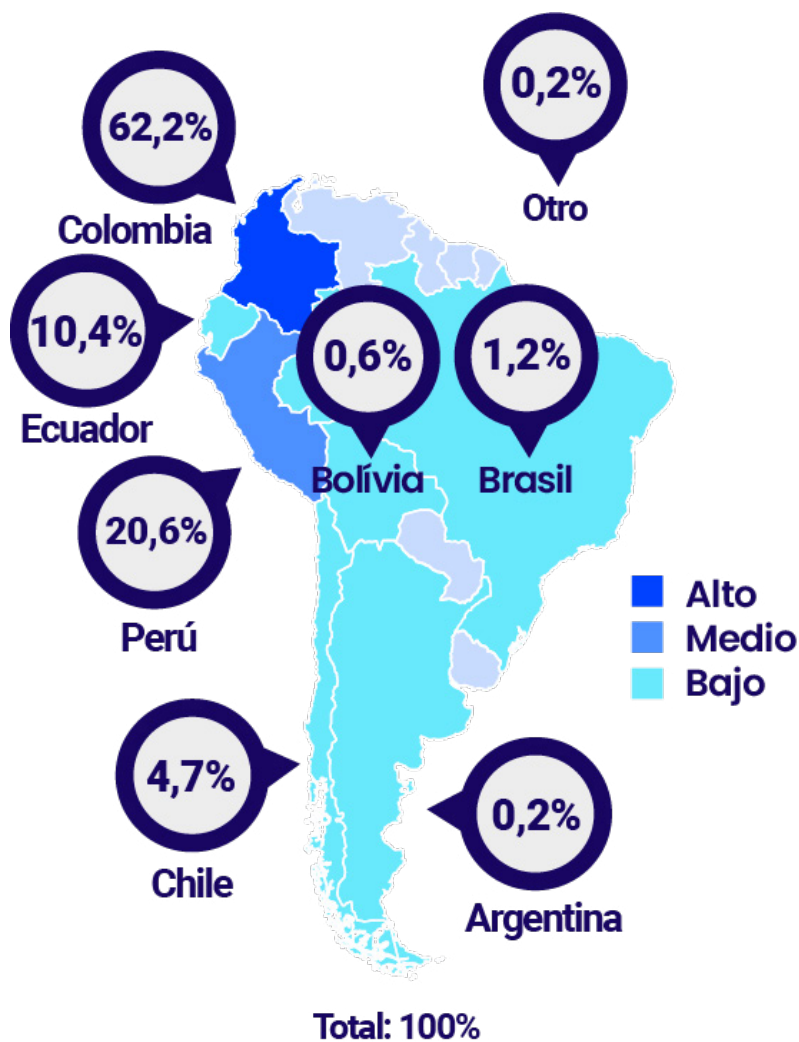 0,2%
Otro
62,2%
Colombia
10,4%
Ecuador
0,6%
Bolívia
1,2%
Brasil
20,6%
Perú
Alto
Medio
Bajo
4,7%
Chile
0,2%
Argentina
Total: 100%